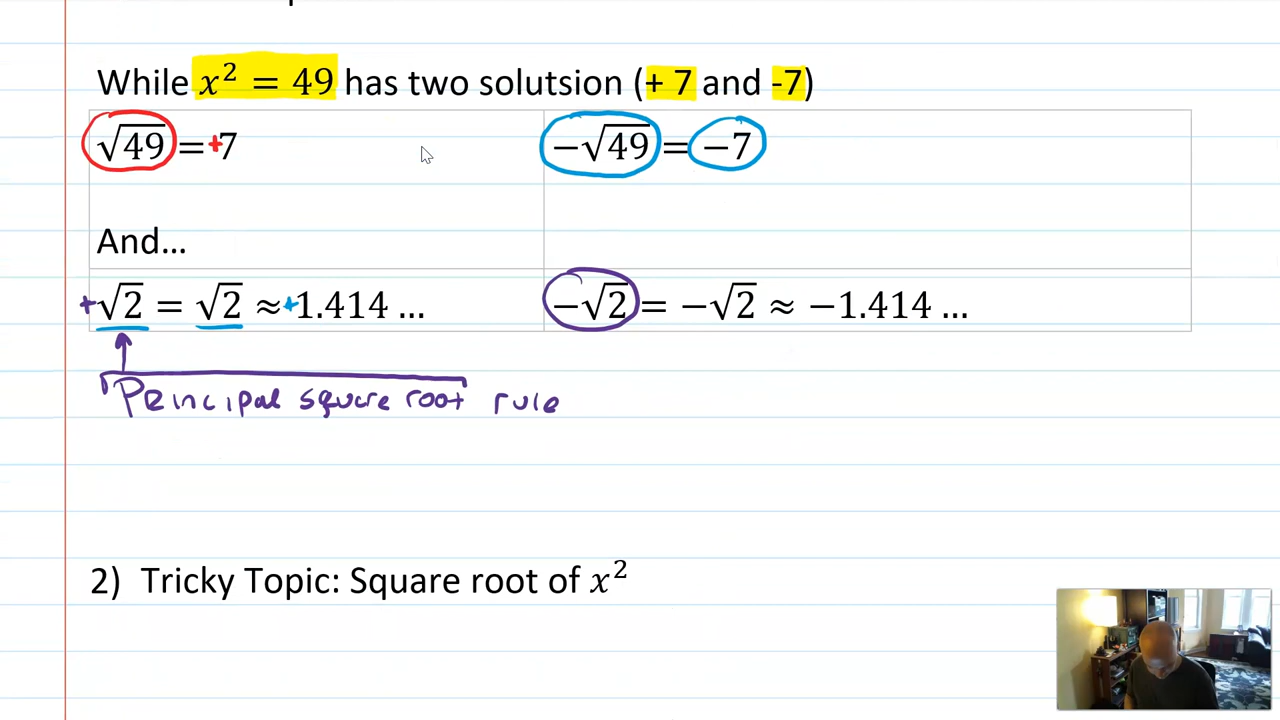 While x² = 49 has two solutsion (+ 7 and -7)
√49 = +7
−√49 = −7
And...
+√2 = √2 ≈ +1.414 ...
−√2 = −√2 ≈ −1.414 ...
Principal square root rule
2) Tricky Topic: Square root of x²